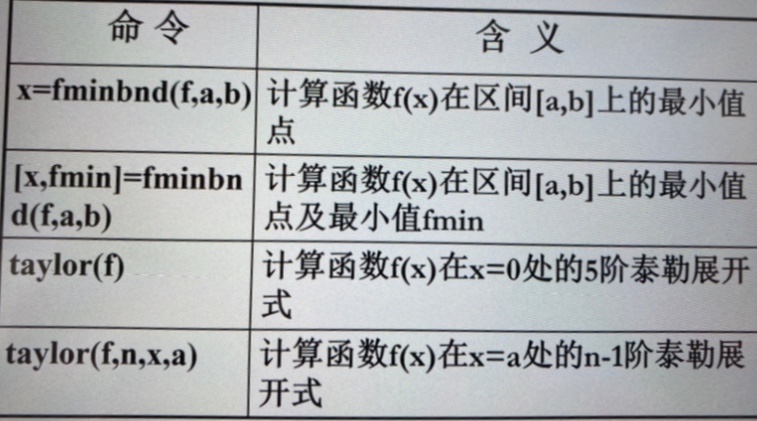 命令 含义
x=fminbnd(f,a,b) 计算函数f(x)在区间[a,b]上的最小值
点
[x,fmin]=fminbn 计算函数f(x)在区间[a,b]上的最小值
d(f,a,b) 点及最小值fmin
taylor(f) 计算函数f(x)在x=0处的5阶泰勒展开
式
taylor(f,n,x,a) 计算函数f(x)在x=a处的n-1阶泰勒展
开式